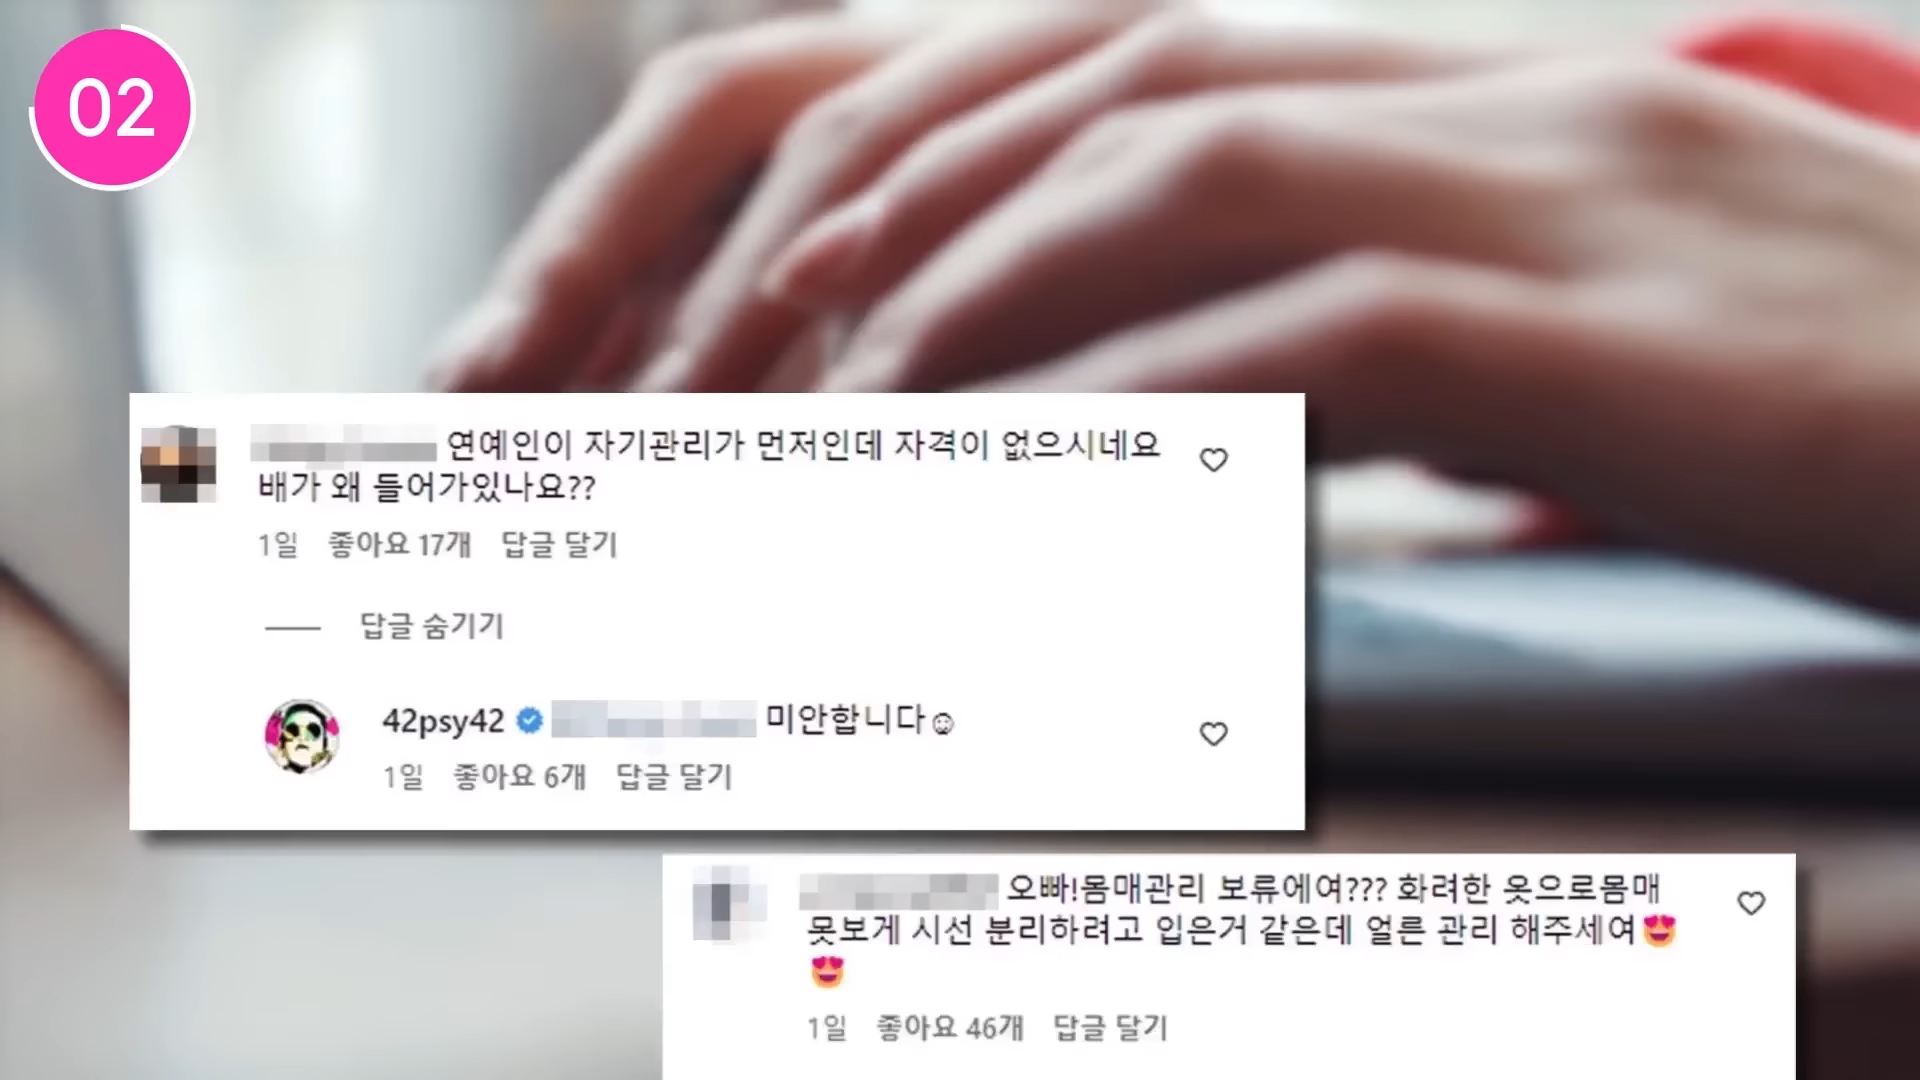 02
연예인이 자기관리가 먼저인데 자격이 없으시네요
배가 왜 들어가있나요??
1일 좋아요 17개 답글 달기
답글 숨기기
42psy42 미안합니다☺
1일 좋아요 6개 답글 달기
오빠!몸매관리 보류에여??? 화려한 옷으로몸매
못보게 시선 분리하려고 입은거 같은데 얼른 관리 해주세여😍
😍
1일 좋아요 46개 답글 달기